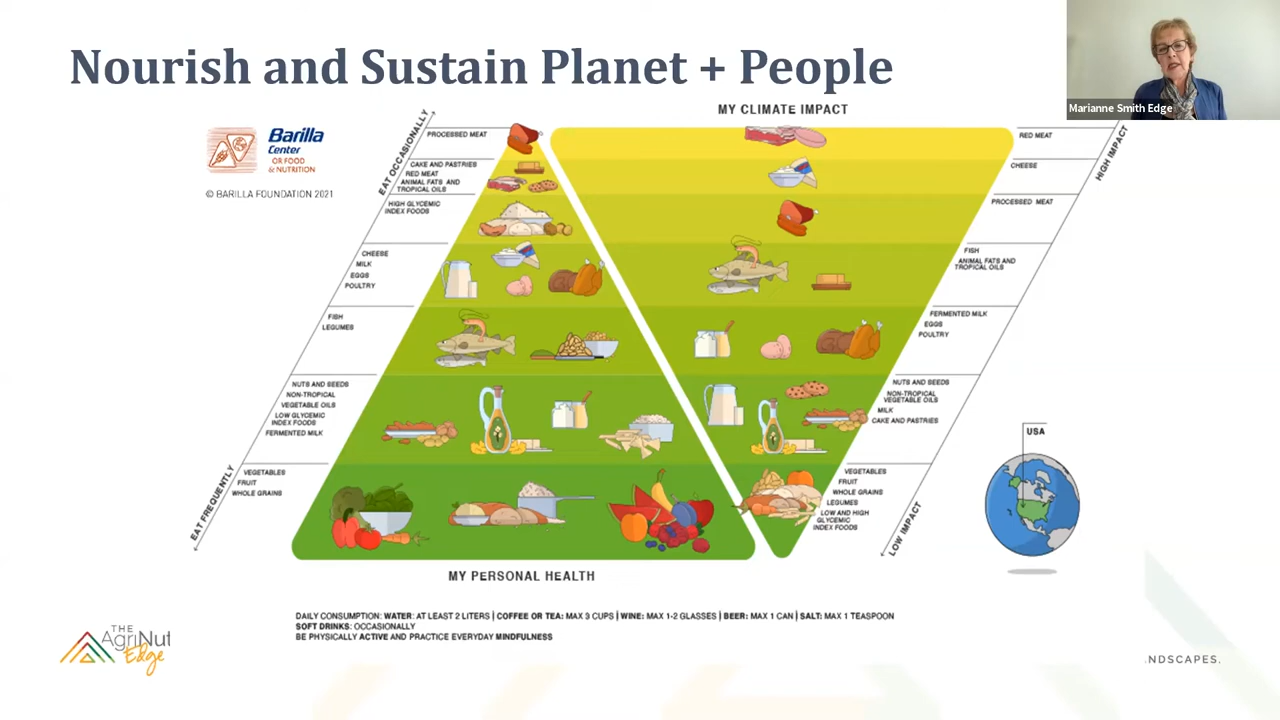 Nourish and Sustain Planet + People
Marianne Smith Edge
Barilla
Center
OR FOOD
& NUTRITION
© BARILLA FOUNDATION 2021
MY CLIMATE IMPACT
EAT OCCASIONALLY
PROCESSED MEAT
CAKE AND PASTRIES
RED MEAT
ANIMAL FATS AND
TROPICAL OILS
HIGH GLYCEMIC
INDEX FOODS
CHEESE
MILK
EGGS
POULTRY
FISH
LEGUMES
NUTS AND SEEDS
NON-TROPICAL
VEGETABLE OILS
LOW GLYCEMIC
INDEX FOODS
FERMENTED MILK
VEGETABLES
FRUIT
WHOLE GRAINS
EAT FREQUENTLY
HIGH IMPACT
RED MEAT
CHEESE
PROCESSED MEAT
FISH
ANIMAL FATS AND
TROPICAL OILS
FERMENTED MILK
EGGS
POULTRY
NUTS AND SEEDS
NON-TROPICAL
VEGETABLE OILS
MILK
CAKE AND PASTRIES
VEGETABLES
FRUIT
WHOLE GRAINS
LEGUMES
LOW AND HIGH
GLYCEMIC
INDEX FOODS
LOW IMPACT
USA
MY PERSONAL HEALTH
DAILY CONSUMPTION: WATER: AT LEAST 2 LITERS | COFFEE OR TEA: MAX 3 CUPS | WINE: MAX 1-2 GLASSES | BEER: MAX 1 CAN | SALT: MAX 1 TEASPOON
SOFT DRINKS: OCCASIONALLY
BE PHYSICALLY ACTIVE AND PRACTICE EVERYDAY MINDFULNESS
THE
AgriNut
Edge
NDSCAPES.